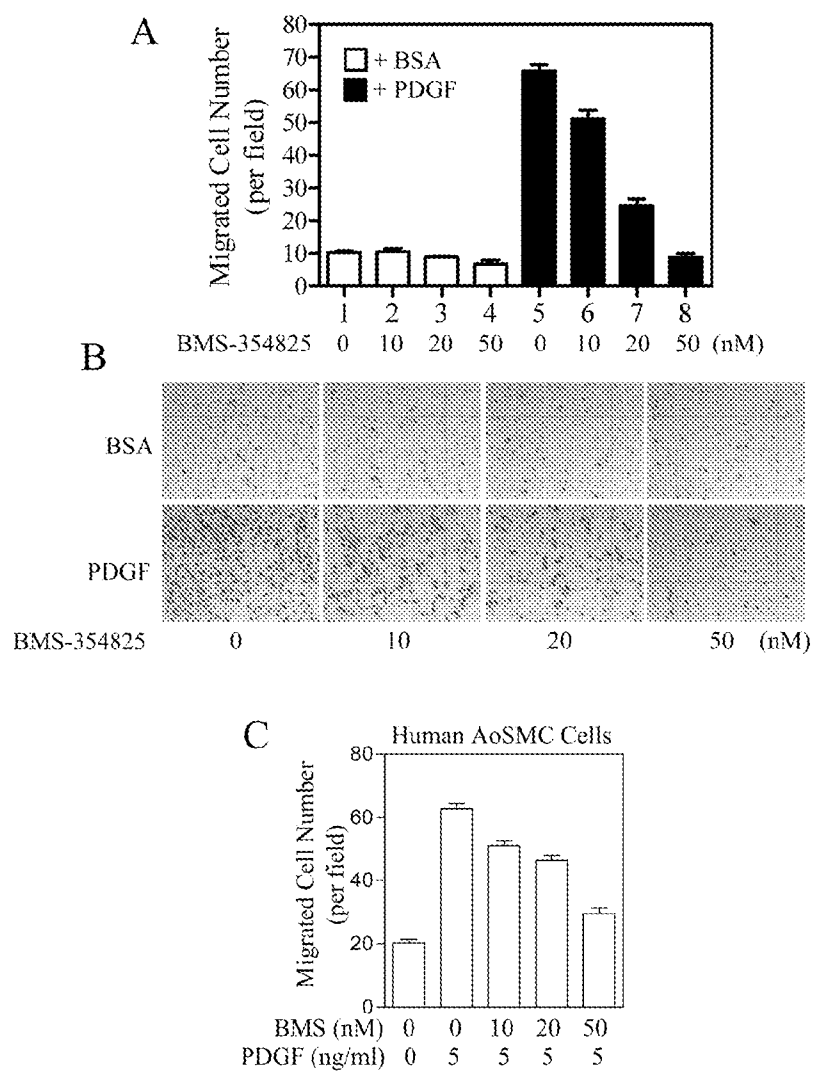 A
80
70
60
50
40
30
20
10
0
Migrated Cell Number
(per field)
+ BSA
+ PDGF
1 2 3 4 5 6 7 8
BMS-354825 0 10 20 50 0 10 20 50 (nM)
B
BSA
PDGF
BMS-354825 0 10 20 50 (nM)
C
Human AoSMC Cells
80
60
40
20
0
Migrated Cell Number
(per field)
BMS (nM) 0 0 10 20 50
PDGF (ng/ml) 0 5 5 5 5